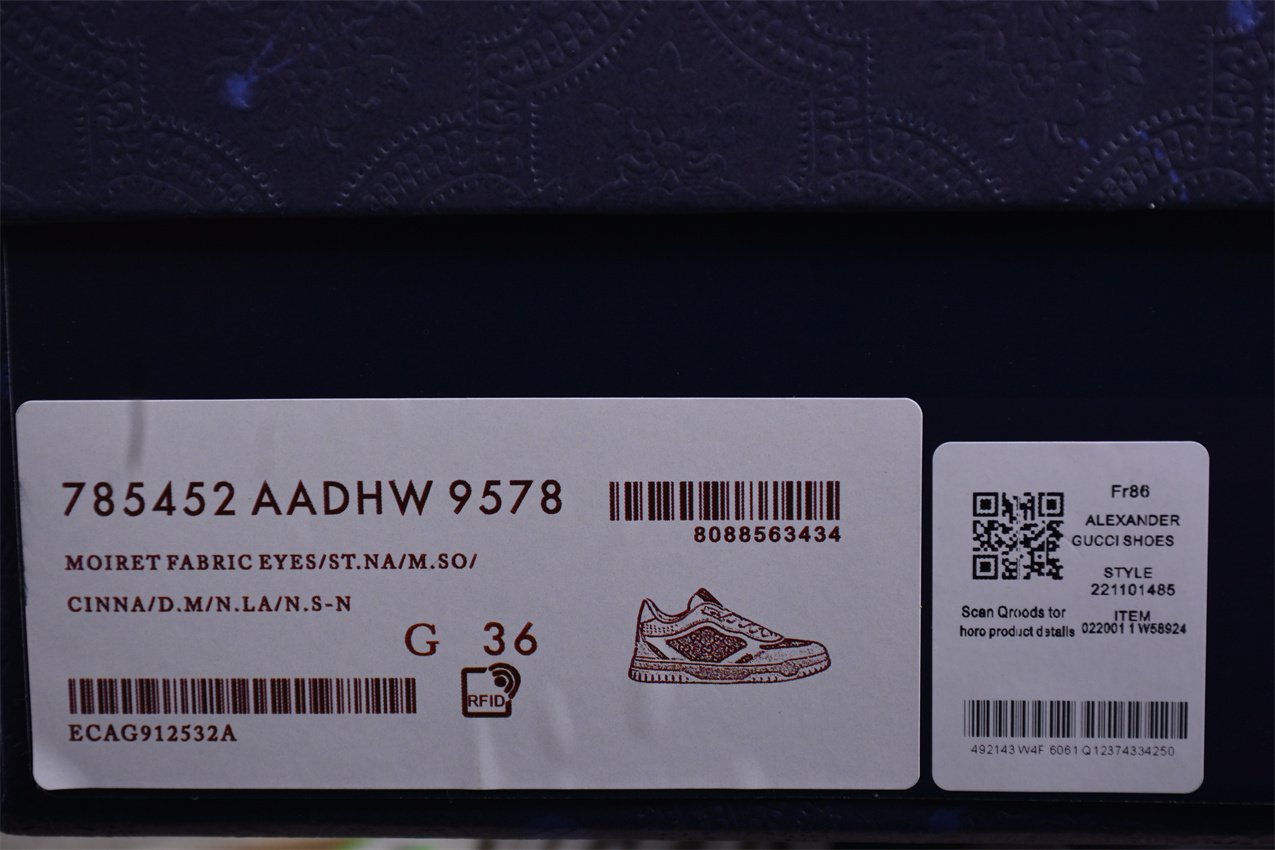 785452 AADHW 9578
8088563434
MOIRET FABRIC EYES/ST.NA/M.SO/
CINNA/D.M/N.LA/N.S-N
G 36
RFID
ECAG912532A
Fr86
ALEXANDER
GUCCI SHOES
STYLE
221101485
Scan Qroods tor
horo product dstalls
ITEM
022001 1 W58924
492143 W4F 6061 Q12374334250